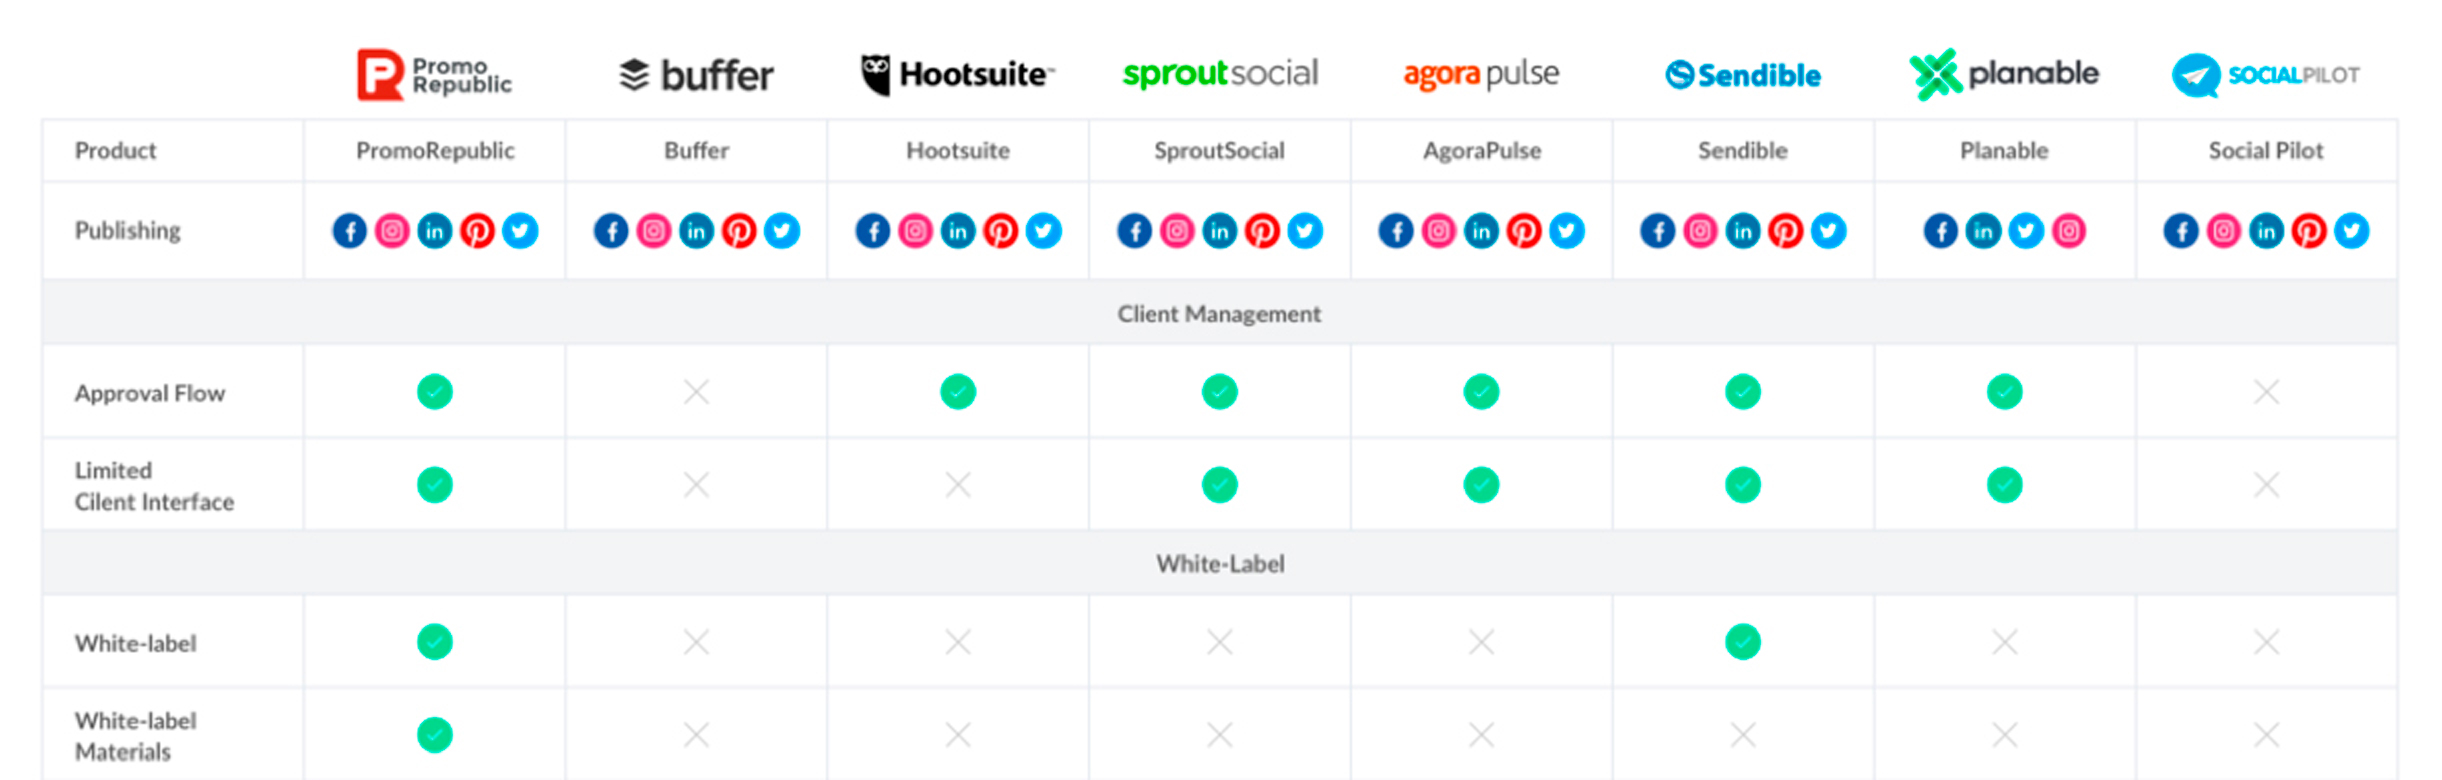 Promo
Republic
buffer
Hootsuite™
sproutsocial
agorapulse
Sendible
planable
SOCIALPILOT
Product PromoRepublic Buffer Hootsuite SproutSocial AgoraPulse Sendible Planable Social Pilot
Publishing
Client Management
Approval Flow
Limited
Cilent Interface
White-Label
White-label
White-label
Materials